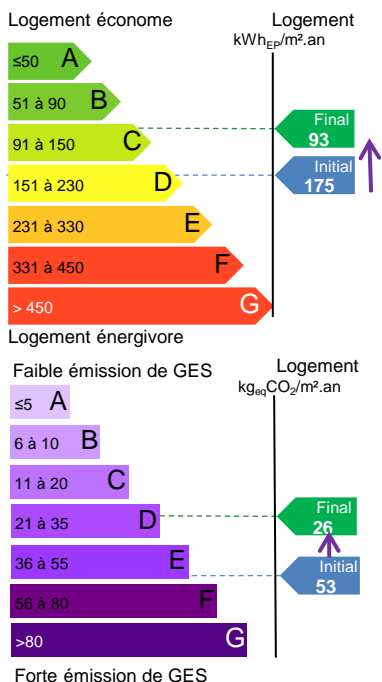 Logement économe Logement
kWhEP/m².an
≤50 A
51 à 90 B
Final
91 à 150 C 93
Initial
151 à 230 D 175
231 à 330 E
331 à 450 F
> 450 G
Logement énergivore
Faible émission de GES Logement
kgeqCO2/m².an
≤5 A
6 à 10 B
11 à 20 C
Final
21 à 35 D 26
36 à 55 E Initial
53
56 à 80 F
>80 G
Forte émission de GES